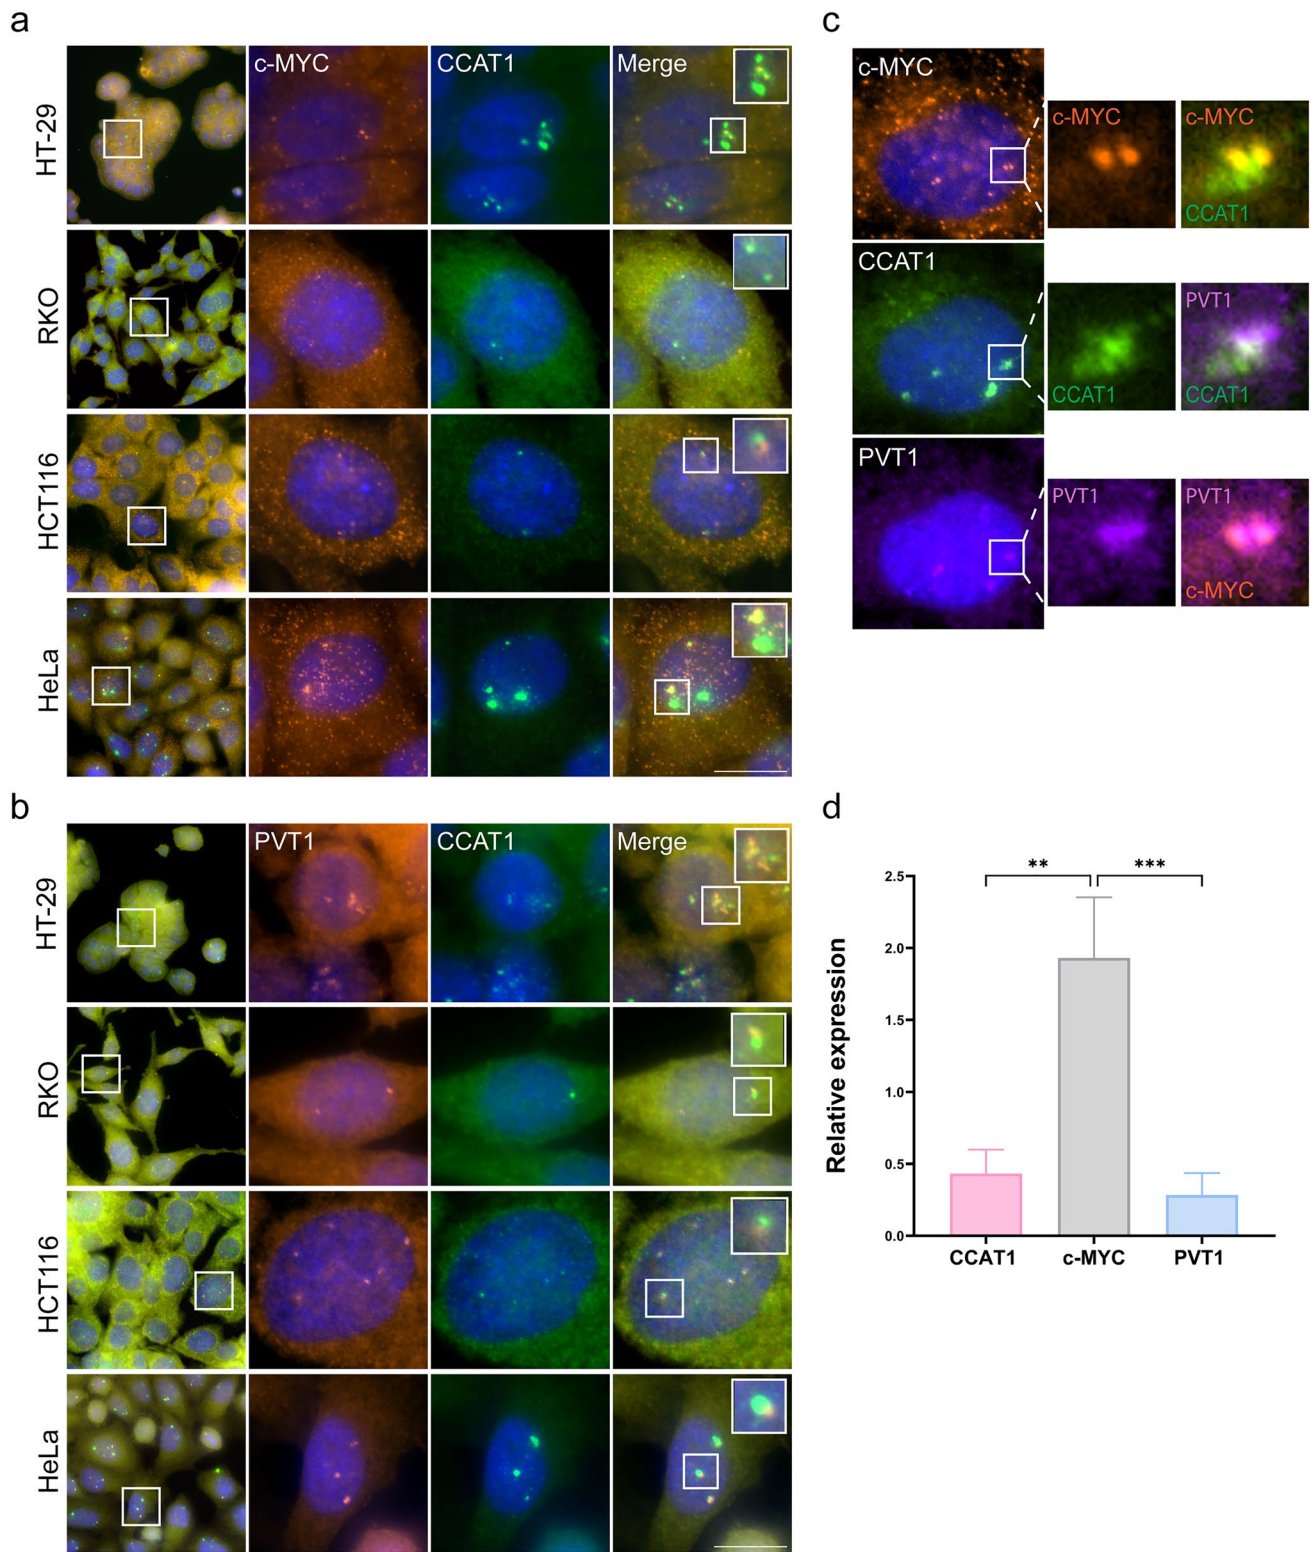 a
c-MYC CCAT1 Merge
HT-29
RKO
HCT116
HeLa
b
PVT1 CCAT1 Merge
HT-29
RKO
HCT116
HeLa
c
c-MYC
c-MYC
c-MYC
CCAT1
CCAT1
CCAT1
PVT1
CCAT1
PVT1
PVT1
PVT1
c-MYC
d
** ***
2.5
2.0
1.5
1.0
0.5
0.0
Relative expression
CCAT1 c-MYC PVT1